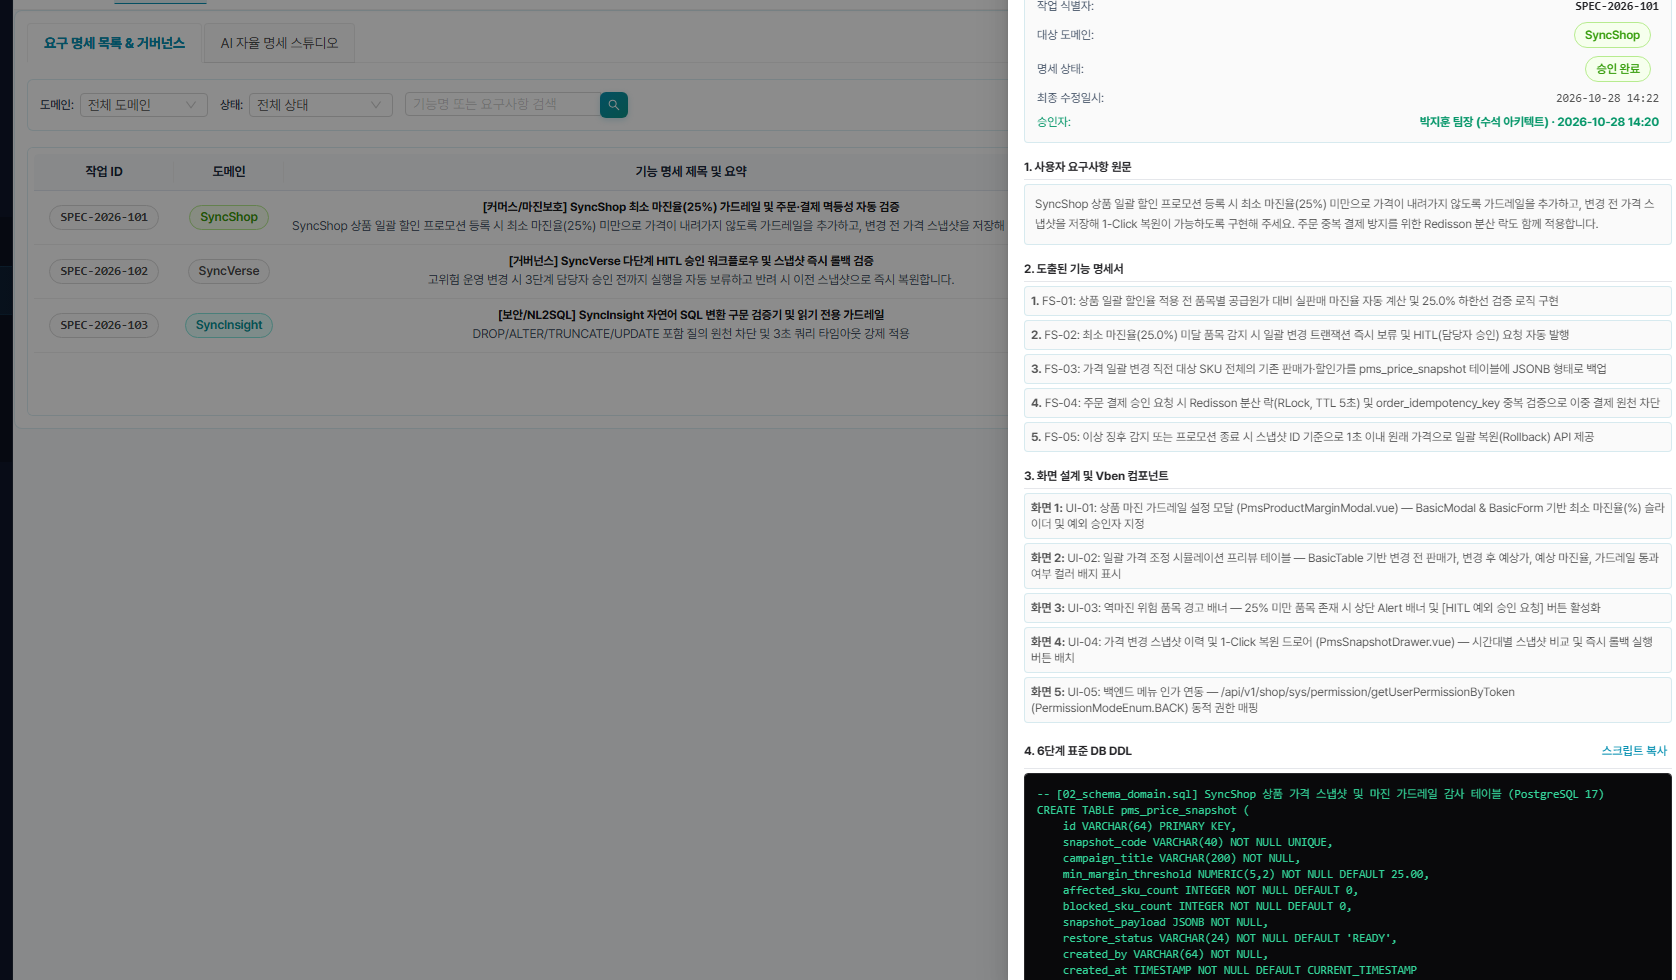 요구 명세 목록 & 거버넌스
AI 자율 명세 스튜디오
도메인:
전체 도메인
상태:
전체 상태
기능명 또는 요구사항 검색
작업 ID
도메인
기능 명세 제목 및 요약
SPEC-2026-101
SyncShop
[커머스/마진보호] SyncShop 최소 마진율(25%) 가드레일 및 주문·결제 멱등성 자동 검증
SyncShop 상품 일괄 할인 프로모션 등록 시 최소 마진율(25%) 미만으로 가격이 내려가지 않도록 가드레일을 추가하고, 변경 전 가격 스냅샷을 저장해
SPEC-2026-102
SyncVerse
[거버넌스] SyncVerse 다단계 HITL 승인 워크플로우 및 스냅샷 즉시 롤백 검증
고위험 운영 변경 시 3단계 담당자 승인 전까지 실행을 자동 보류하고 반려 시 이전 스냅샷으로 즉시 복원합니다.
SPEC-2026-103
SyncInsight
[보안/NL2SQL] SyncInsight 자연어 SQL 변환 구문 검증기 및 읽기 전용 가드레일
DROP/ALTER/TRUNCATE/UPDATE 포함 질의 원천 차단 및 3초 쿼리 타임아웃 강제 적용
작업 식별자:
SPEC-2026-101
대상 도메인:
SyncShop
명세 상태:
승인 완료
최종 수정일시:
2026-10-28 14:22
승인자:
박지훈 팀장 (수석 아키텍트) · 2026-10-28 14:20
1. 사용자 요구사항 원문
SyncShop 상품 일괄 할인 프로모션 등록 시 최소 마진율(25%) 미만으로 가격이 내려가지 않도록 가드레일을 추가하고, 변경 전 가격 스
냅샷을 저장해 1-Click 복원이 가능하도록 구현해 주세요. 주문 중복 결제 방지를 위한 Redisson 분산 락도 함께 적용합니다.
2. 도출된 기능 명세서
1. FS-01: 상품 일괄 할인율 적용 전 품목별 공급원가 대비 실판매 마진율 자동 계산 및 25.0% 하한선 검증 로직 구현
2. FS-02: 최소 마진율(25.0%) 미달 품목 감지 시 일괄 변경 트랜잭션 즉시 보류 및 HITL(담당자 승인) 요청 자동 발행
3. FS-03: 가격 일괄 변경 직전 대상 SKU 전체의 기존 판매가·할인가를 pms_price_snapshot 테이블에 JSONB 형태로 백업
4. FS-04: 주문 결제 승인 요청 시 Redisson 분산 락(RLock, TTL 5초) 및 order_idempotency_key 중복 검증으로 이중 결제 원천 차단
5. FS-05: 이상 징후 감지 또는 프로모션 종료 시 스냅샷 ID 기준으로 1초 이내 원래 가격으로 일괄 복원(Rollback) API 제공
3. 화면 설계 및 Vben 컴포넌트
화면 1: UI-01: 상품 마진 가드레일 설정 모달 (PmsProductMarginModal.vue) — BasicModal & BasicForm 기반 최소 마진율(%) 슬라
이더 및 예외 승인자 지정
화면 2: UI-02: 일괄 가격 조정 시뮬레이션 프리뷰 테이블 — BasicTable 기반 변경 전 판매가, 변경 후 예상가, 예상 마진율, 가드레일 통과
여부 컬러 배지 표시
화면 3: UI-03: 역마진 위험 품목 경고 배너 — 25% 미만 품목 존재 시 상단 Alert 배너 및 [HITL 예외 승인 요청] 버튼 활성화
화면 4: UI-04: 가격 변경 스냅샷 이력 및 1-Click 복원 드로어 (PmsSnapshotDrawer.vue) — 시간대별 스냅샷 비교 및 즉시 롤백 실행
버튼 배치
화면 5: UI-05: 백엔드 메뉴 인가 연동 — /api/v1/shop/sys/permission/getUserPermissionByToken
(PermissionModeEnum.BACK) 동적 권한 매핑
4. 6단계 표준 DB DDL
스크립트 복사
-- [02_schema_domain.sql] SyncShop 상품 가격 스냅샷 및 마진 가드레일 감사 테이블 (PostgreSQL 17)
CREATE TABLE pms_price_snapshot (
id VARCHAR(64) PRIMARY KEY,
snapshot_code VARCHAR(40) NOT NULL UNIQUE,
campaign_title VARCHAR(200) NOT NULL,
min_margin_threshold NUMERIC(5,2) NOT NULL DEFAULT 25.00,
affected_sku_count INTEGER NOT NULL DEFAULT 0,
blocked_sku_count INTEGER NOT NULL DEFAULT 0,
snapshot_payload JSONB NOT NULL,
restore_status VARCHAR(24) NOT NULL DEFAULT 'READY',
created_by VARCHAR(64) NOT NULL,
created_at TIMESTAMP NOT NULL DEFAULT CURRENT_TIMESTAMP